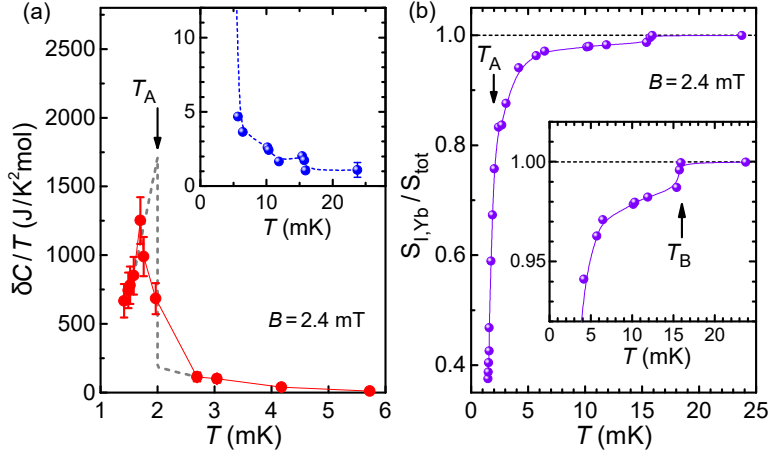 (a)
2500
2000
1500
1000
500
0
1 2 3 4 5 6
T (mK)
δC/T (J/K²mol)
T_A
B = 2.4 mT
10
5
0
0 10 20
T (mK)
(b)
1.0
0.8
0.6
0.4
0 5 10 15 20 25
T (mK)
S_I,Yb / S_tot
T_A
B = 2.4 mT
1.00
0.95
0 5 10 15 20
T (mK)
T_B